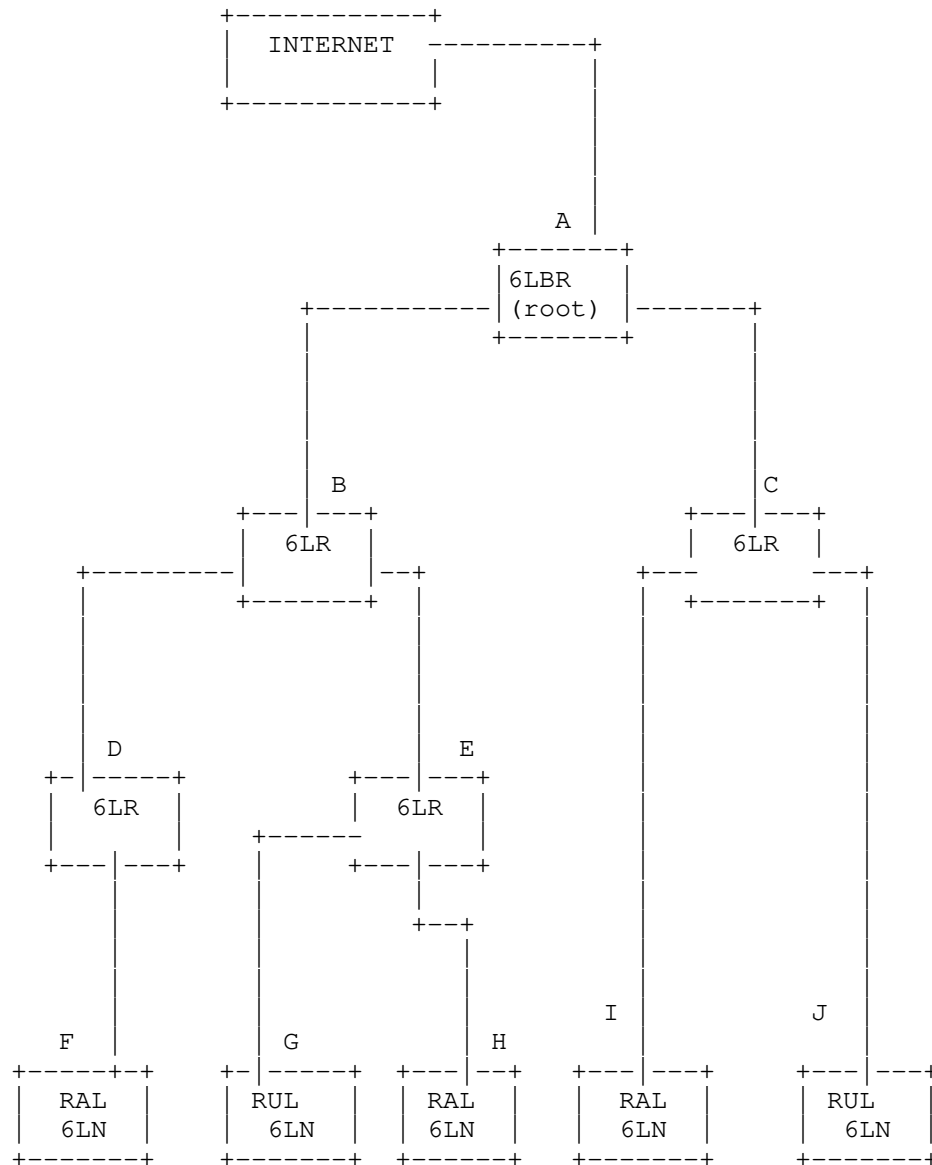 INTERNET
A
6LBR
(root)
B C
6LR 6LR
D E
6LR 6LR
I J
F G H
RAL RUL RAL RAL RUL
6LN 6LN 6LN 6LN 6LN